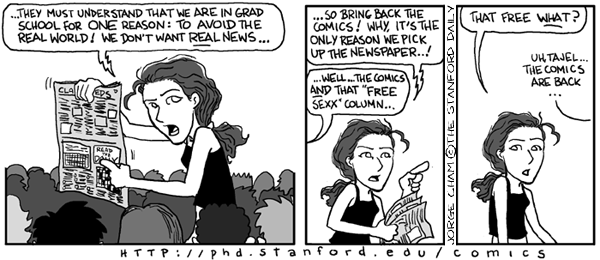 ...THEY MUST UNDERSTAND THAT WE ARE IN GRAD
SCHOOL FOR ONE REASON: TO AVOID THE
REAL WORLD! WE DON'T WANT REAL NEWS...
CLA
EDS
READ
...SO BRING BACK THE
COMICS! WHY, IT'S THE
ONLY REASON WE PICK
UP THE NEWSPAPER..!
...WELL...THE COMICS
AND THAT "FREE
SEXX" COLUMN...
JORGE CHAM © THE STANFORD DAILY
THAT FREE WHAT?
UH, TAJEL...
THE COMICS
ARE BACK
...
HTTP://phd.stanford.edu/comics